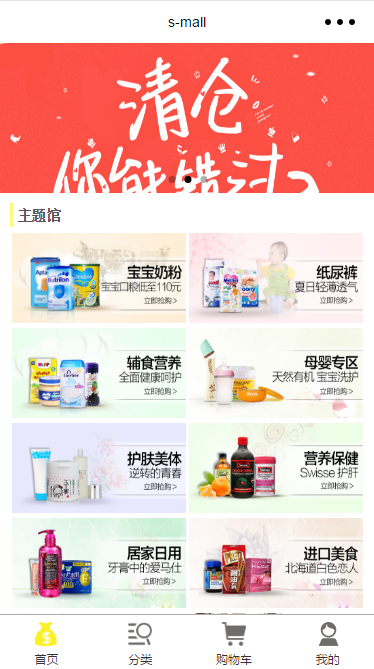 s-mall
清仓
你能错过
主题馆
宝宝奶粉
宝宝口粮低至110元
立即抢购 >
纸尿裤
夏日轻薄透气
立即抢购 >
辅食营养
全面健康呵护
立即抢购 >
母婴专区
天然有机 宝宝洗护
立即抢购 >
护肤美体
逆转的青春
立即抢购 >
营养保健
Swisse 护肝
立即抢购 >
居家日用
牙膏中的爱马仕
立即抢购 >
进口美食
北海道白色恋人
立即抢购 >
首页
分类
购物车
我的